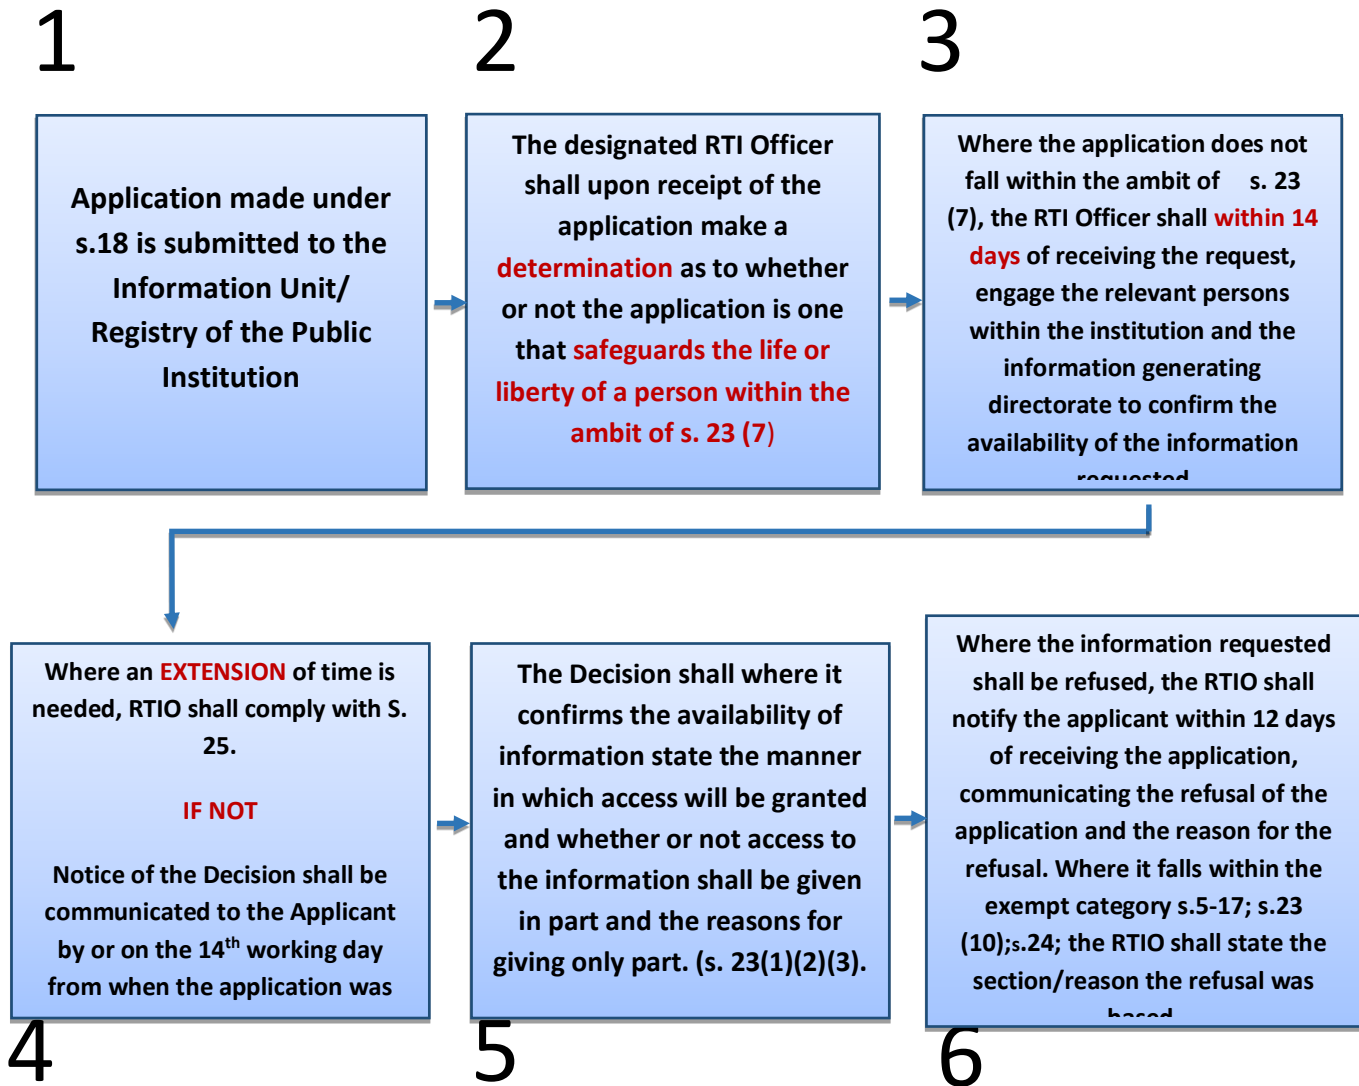 1
Application made under
s.18 is submitted to the
Information Unit/
Registry of the Public
Institution
2
The designated RTI Officer
shall upon receipt of the
application make a
determination as to whether
or not the application is one
that safeguards the life or
liberty of a person within the
ambit of s. 23 (7)
3
Where the application does not
fall within the ambit of s. 23
(7), the RTI Officer shall within 14
days of receiving the request,
engage the relevant persons
within the institution and the
information generating
directorate to confirm the
availability of the information
requested
4
Where an EXTENSION of time is
needed, RTIO shall comply with S.
25.
IF NOT
Notice of the Decision shall be
communicated to the Applicant
by or on the 14th working day
from when the application was
5
The Decision shall where it
confirms the availability of
information state the manner
in which access will be granted
and whether or not access to
the information shall be given
in part and the reasons for
giving only part. (s. 23(1)(2)(3).
6
Where the information requested
shall be refused, the RTIO shall
notify the applicant within 12 days
of receiving the application,
communicating the refusal of the
application and the reason for the
refusal. Where it falls within the
exempt category s.5-17; s.23
(10);s.24; the RTIO shall state the
section/reason the refusal was
based